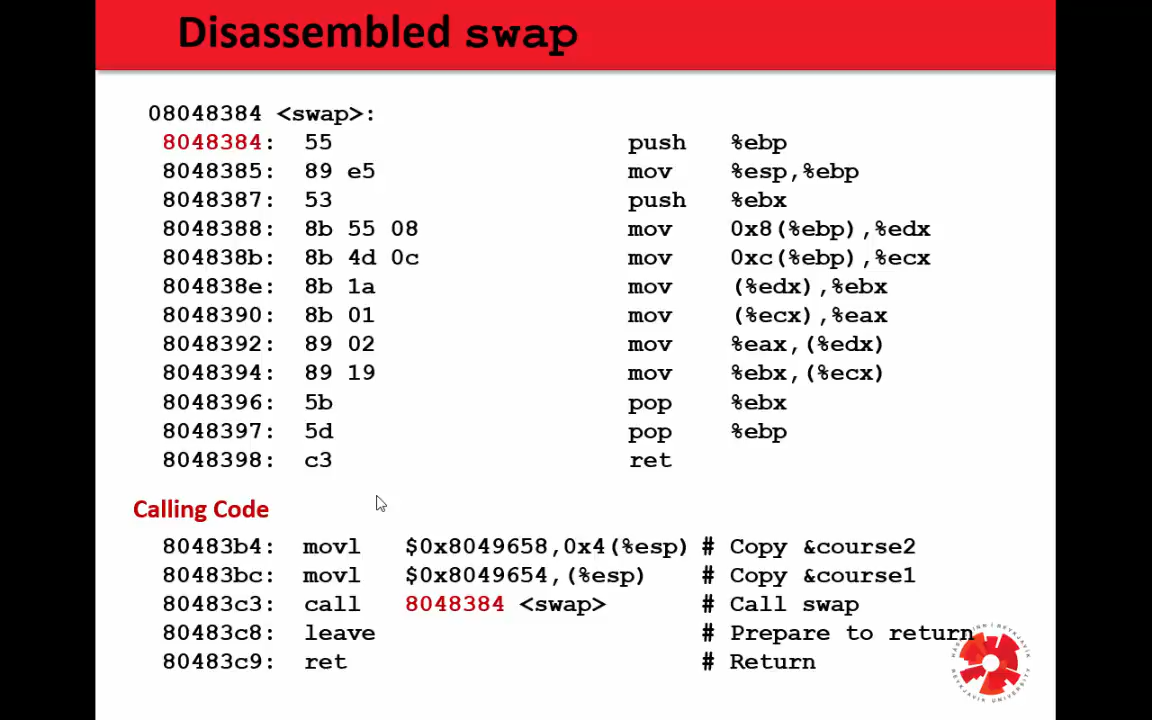 Disassembled swap
08048384 <swap>:
8048384: 55 push %ebp
8048385: 89 e5 mov %esp,%ebp
8048387: 53 push %ebx
8048388: 8b 55 08 mov 0x8(%ebp),%edx
804838b: 8b 4d 0c mov 0xc(%ebp),%ecx
804838e: 8b 1a mov (%edx),%ebx
8048390: 8b 01 mov (%ecx),%eax
8048392: 89 02 mov %eax,(%edx)
8048394: 89 19 mov %ebx,(%ecx)
8048396: 5b pop %ebx
8048397: 5d pop %ebp
8048398: c3 ret
Calling Code
80483b4: movl $0x8049658,0x4(%esp) # Copy &course2
80483bc: movl $0x8049654,(%esp) # Copy &course1
80483c3: call 8048384 <swap> # Call swap
80483c8: leave # Prepare to return
80483c9: ret # Return
REYKJAVIK UNIVERSITY